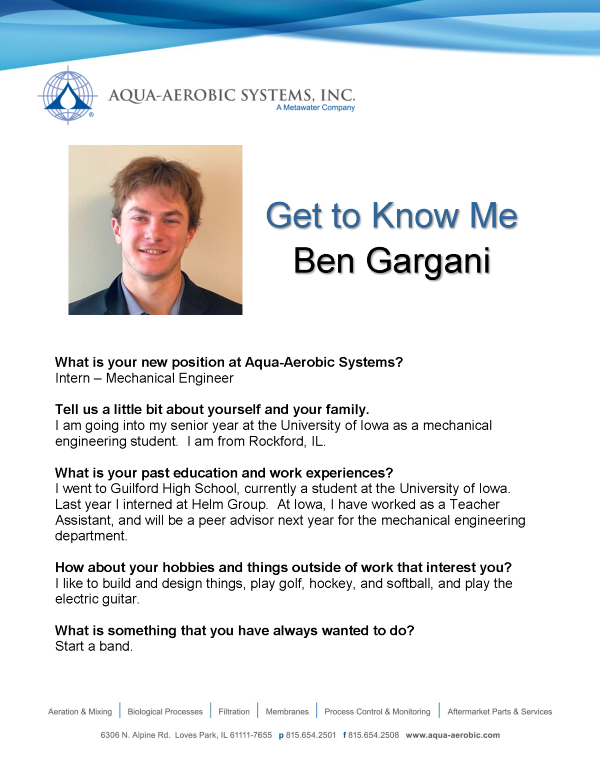 AQUA-AEROBIC SYSTEMS, INC.
A Metawater Company
®
Get to Know Me
Ben Gargani
What is your new position at Aqua-Aerobic Systems?
Intern – Mechanical Engineer
Tell us a little bit about yourself and your family.
I am going into my senior year at the University of Iowa as a mechanical
engineering student.  I am from Rockford, IL.
What is your past education and work experiences?
I went to Guilford High School, currently a student at the University of Iowa.
Last year I interned at Helm Group.  At Iowa, I have worked as a Teacher
Assistant, and will be a peer advisor next year for the mechanical engineering
department.
How about your hobbies and things outside of work that interest you?
I like to build and design things, play golf, hockey, and softball, and play the
electric guitar.
What is something that you have always wanted to do?
Start a band.
Aeration & Mixing | Biological Processes | Filtration | Membranes | Process Control & Monitoring | Aftermarket Parts & Services
6306 N. Alpine Rd.  Loves Park, IL 61111-7655  p 815.654.2501  f 815.654.2508  www.aqua-aerobic.com